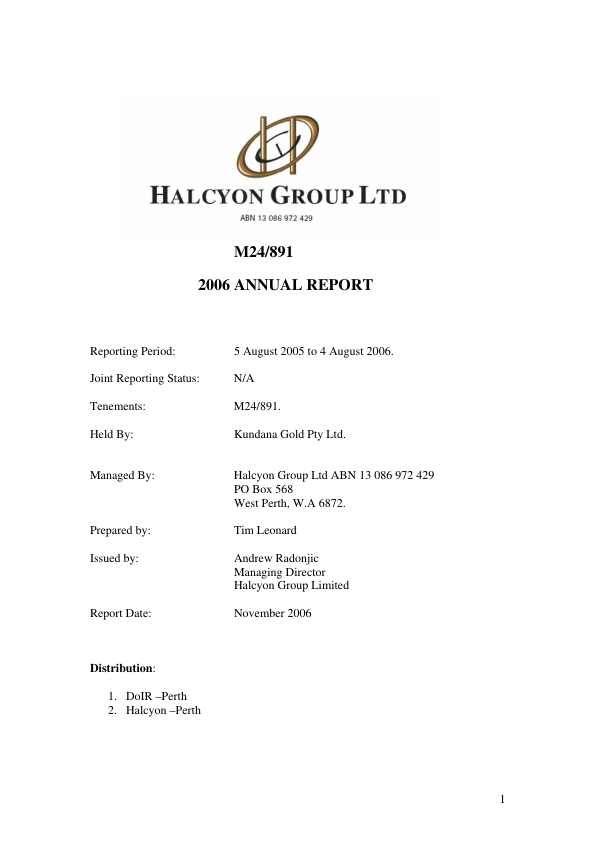 HALCYON GROUP LTD
ABN 13 086 972 429
M24/891
2006 ANNUAL REPORT
Reporting Period: 5 August 2005 to 4 August 2006.
Joint Reporting Status: N/A
Tenements: M24/891.
Held By: Kundana Gold Pty Ltd.
Managed By: Halcyon Group Ltd ABN 13 086 972 429
PO Box 568
West Perth, W.A 6872.
Prepared by: Tim Leonard
Issued by: Andrew Radonjic
Managing Director
Halcyon Group Limited
Report Date: November 2006
Distribution:
1. DoIR –Perth
2. Halcyon –Perth
1